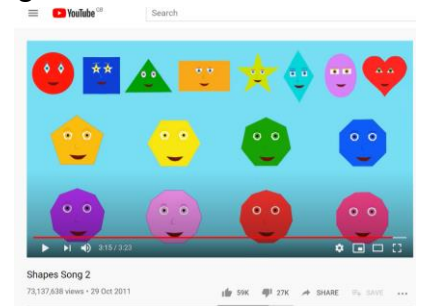 YouTube CR Search
3:15 / 3:23
Shapes Song 2
73,137,638 views • 29 Oct 2011
59K 27K SHARE SAVE